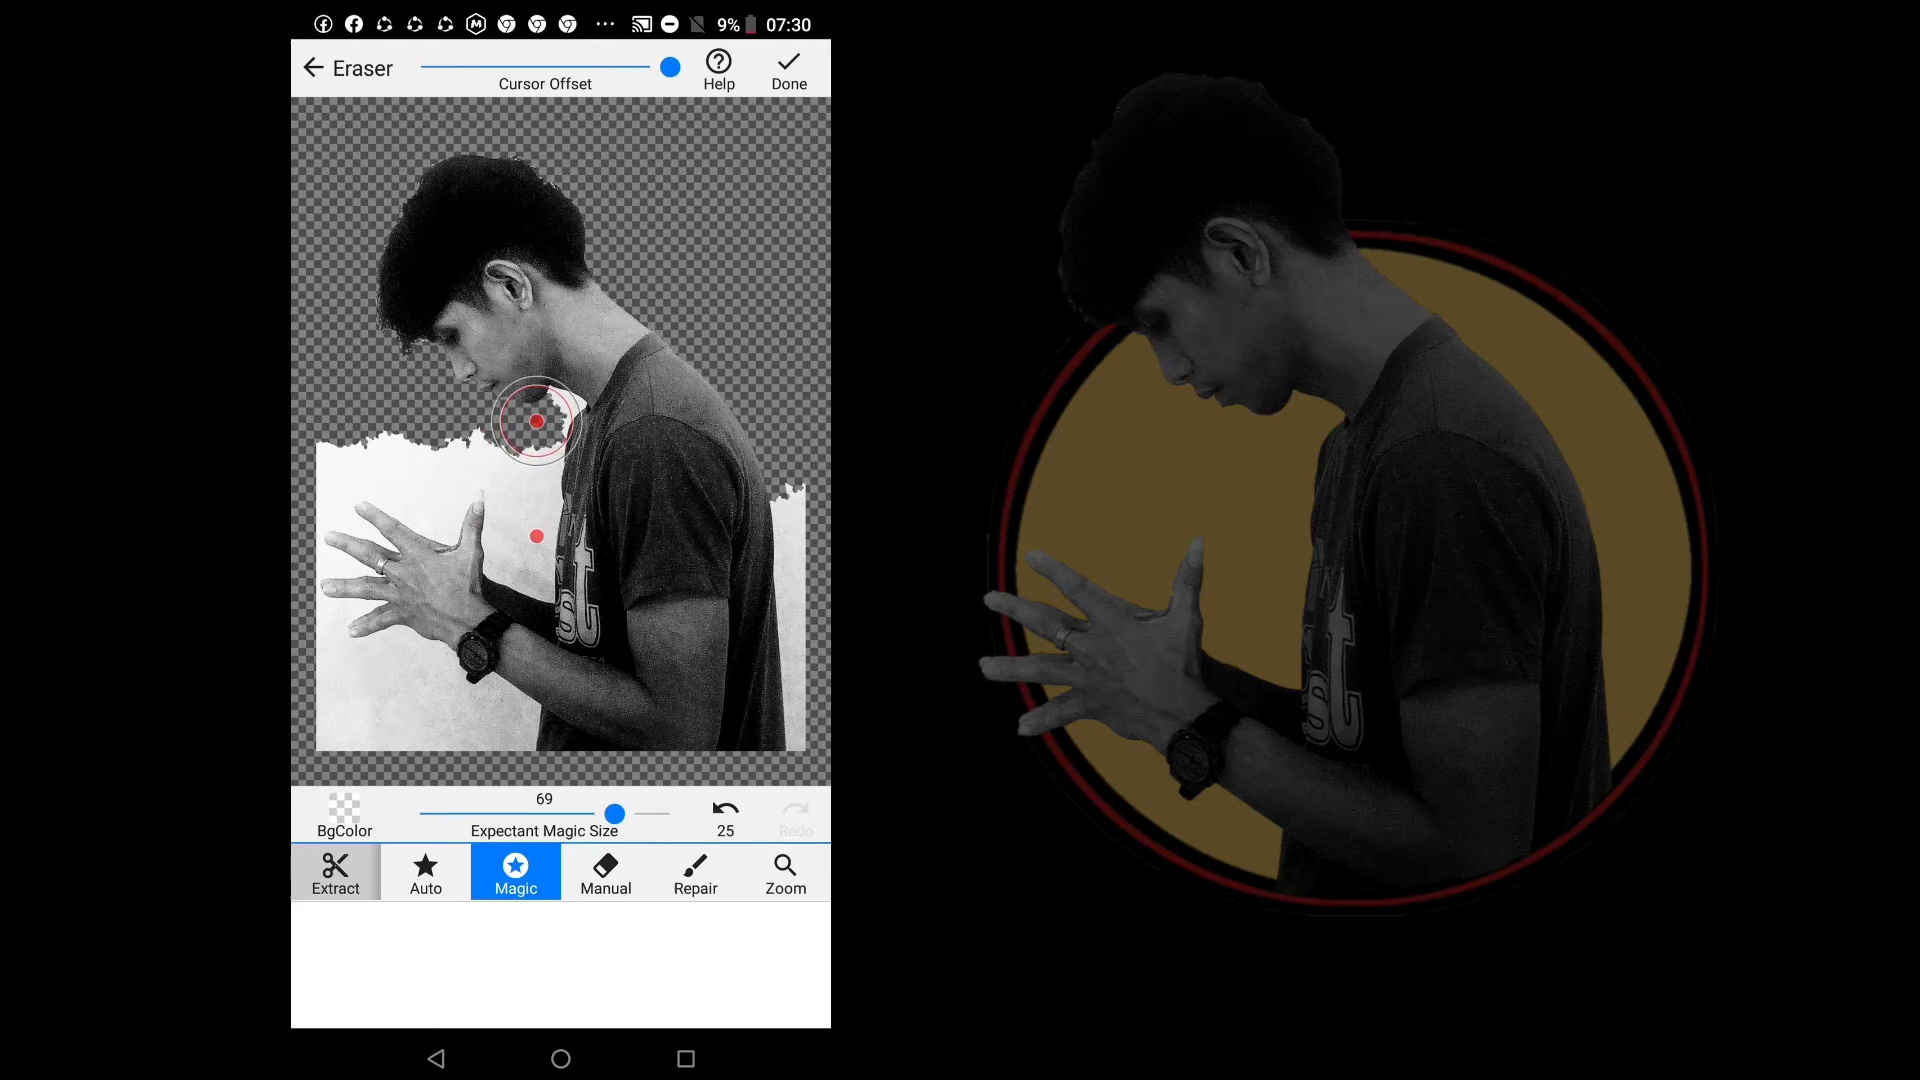 9% 07:30
Eraser
Cursor Offset
Help
Done
69
BgColor
Expectant Magic Size
25
Redo
Extract
Auto
Magic
Manual
Repair
Zoom